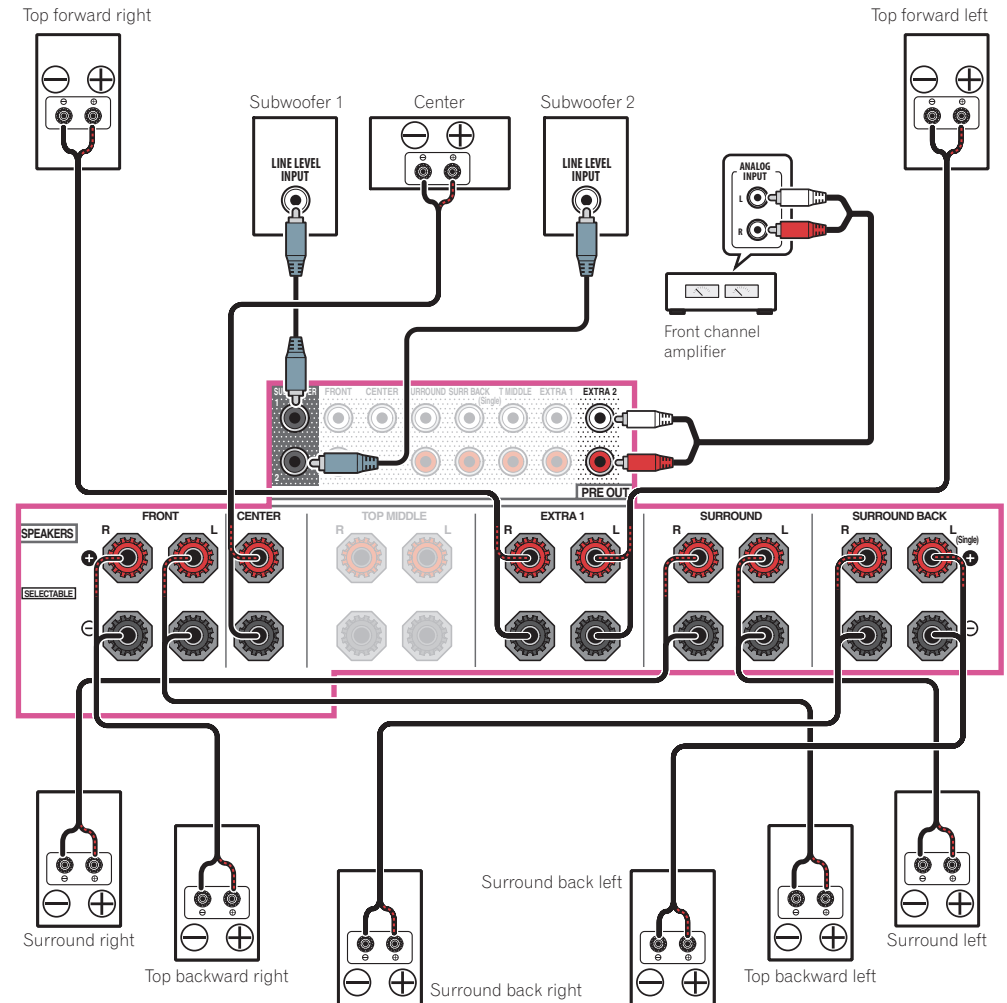 Top forward right
Top forward left
Subwoofer 1
Center
Subwoofer 2
LINE LEVEL
INPUT
LINE LEVEL
INPUT
ANALOG
INPUT
L
R
Front channel
amplifier
FRONT CENTER SURR BACK T MIDDLE EXTRA 1 EXTRA 2
(Single)
1
2
PRE OUT
SPEAKERS
FRONT
CENTER
TOP MIDDLE
EXTRA 1
SURROUND
SURROUND BACK
R L
R L
R L
R L
R L
(Single)
SELECTABLE
Surround back left
Surround right
Surround left
Top backward right
Top backward left
Surround back right